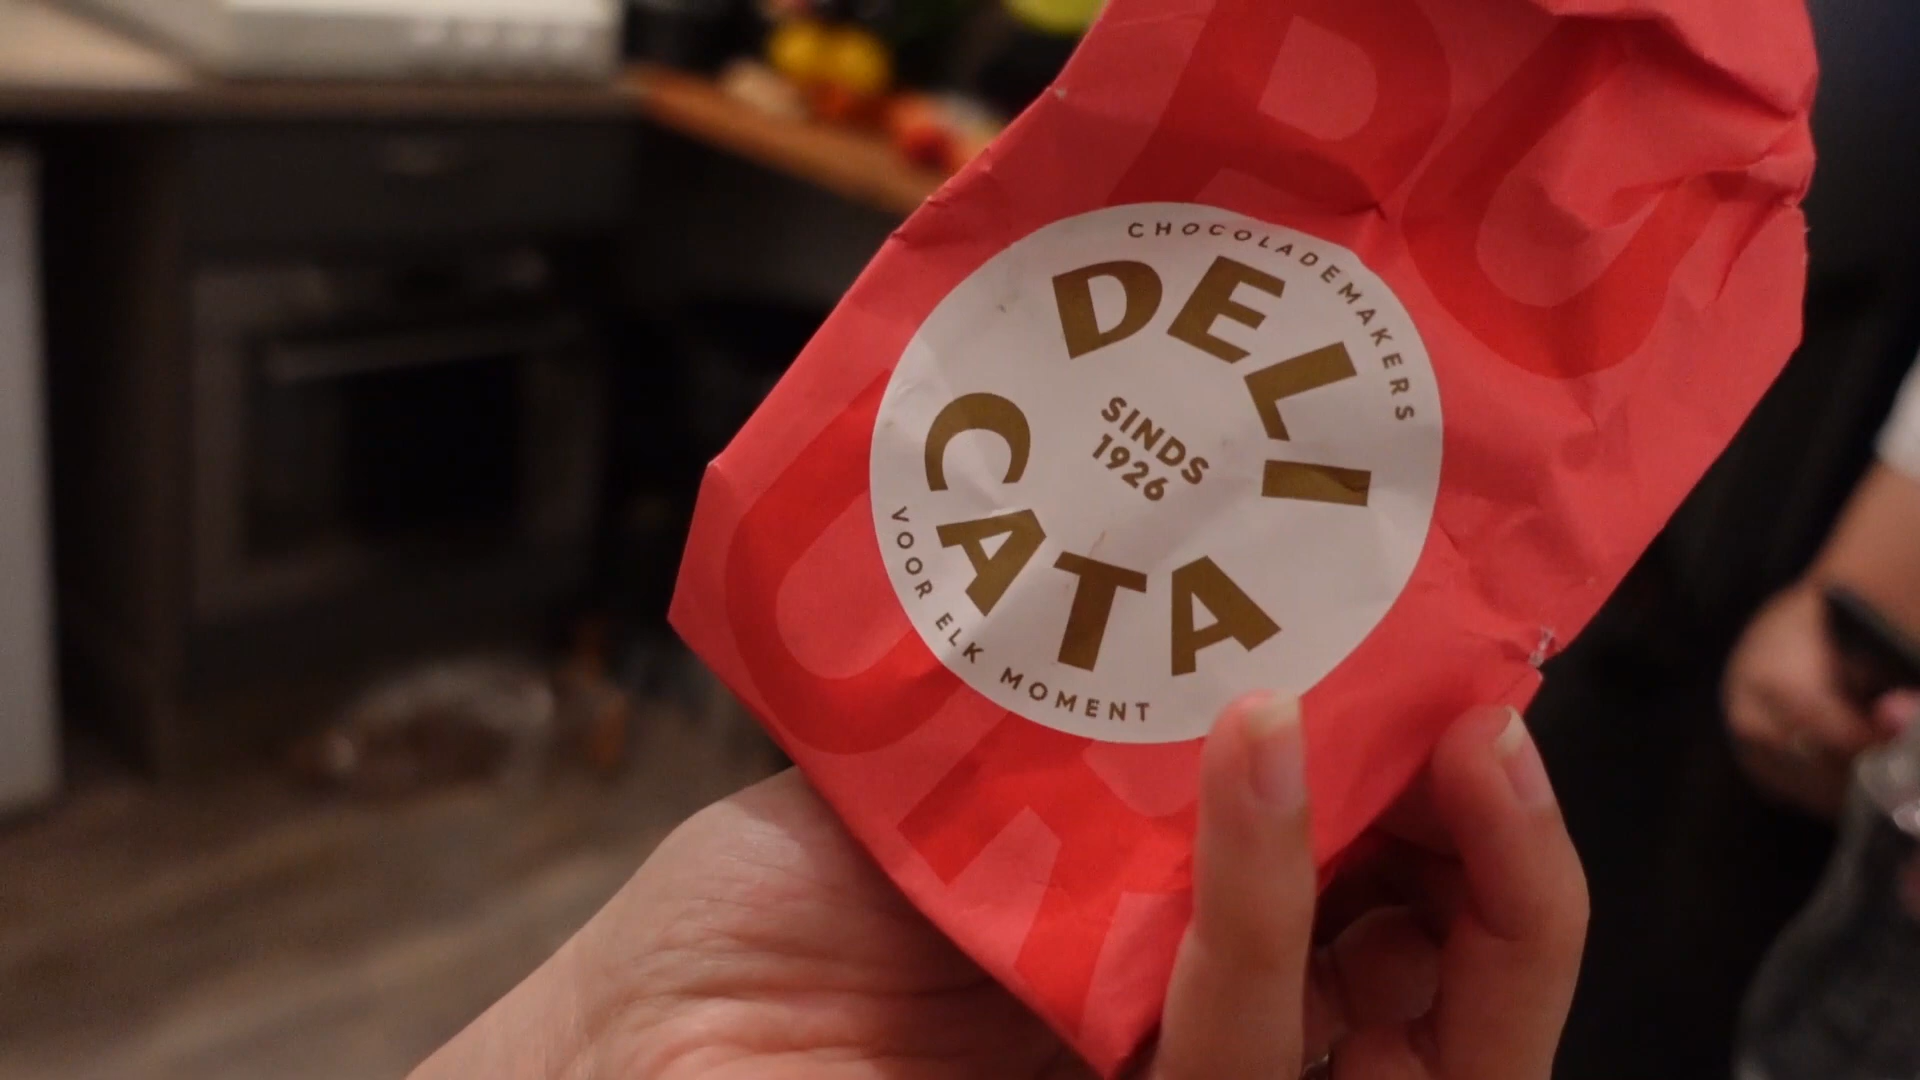 CHOCOLADEMAKERS
DELI
CATA
SINDS
1926
VOOR ELK MOMENT